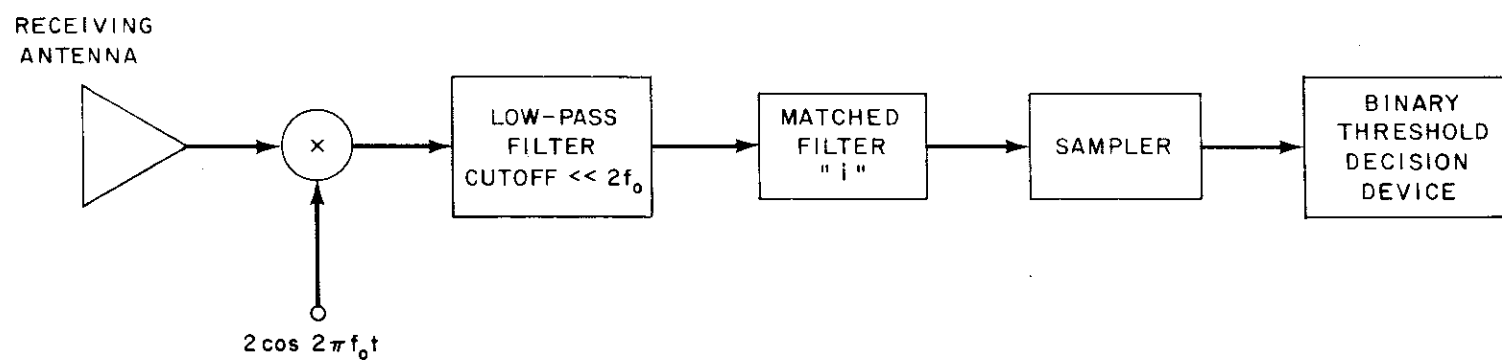 RECEIVING
ANTENNA
×
2 cos 2πf₀t
LOW-PASS
FILTER
CUTOFF << 2f₀
MATCHED
FILTER
"i"
SAMPLER
BINARY
THRESHOLD
DECISION
DEVICE